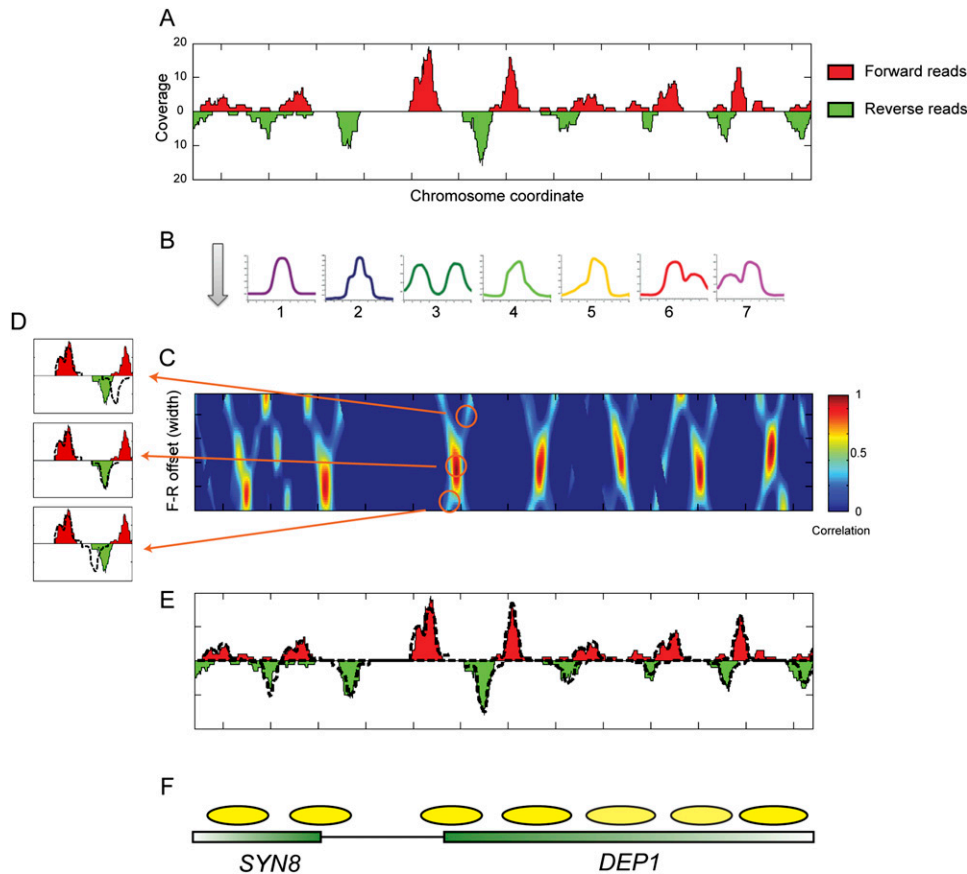 A
20
10
0
10
20
Coverage
Chromosome coordinate
Forward reads
Reverse reads
B
1 2 3 4 5 6 7
D
C
F-R offset (width)
1
0.5
0
Correlation
E
F
SYN8 DEP1